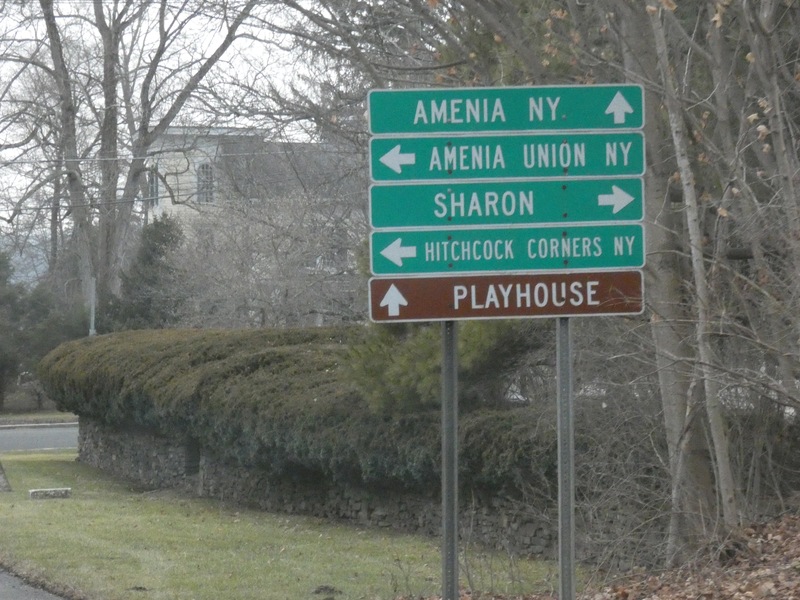 AMENIA NY.
AMENIA UNION NY
SHARON
HITCHCOCK CORNERS NY
PLAYHOUSE